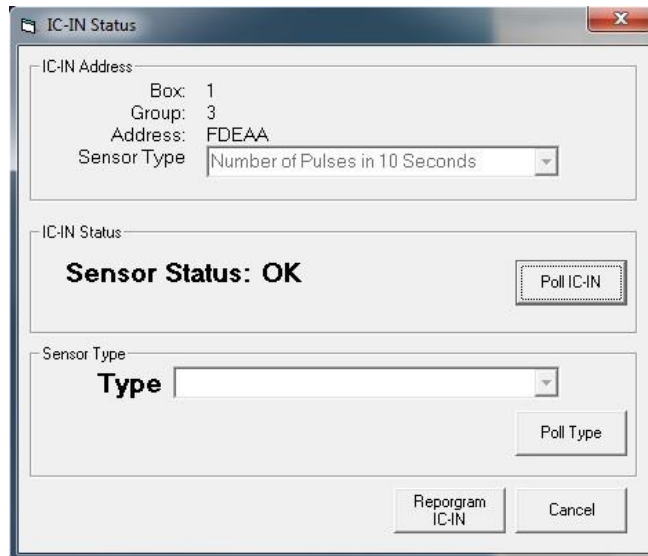 IC-IN Status
IC-IN Address
Box: 1
Group: 3
Address: FDEAA
Sensor Type Number of Pulses in 10 Seconds
IC-IN Status
Sensor Status: OK
Poll IC-IN
Sensor Type
Type
Poll Type
Reporgram
IC-IN
Cancel